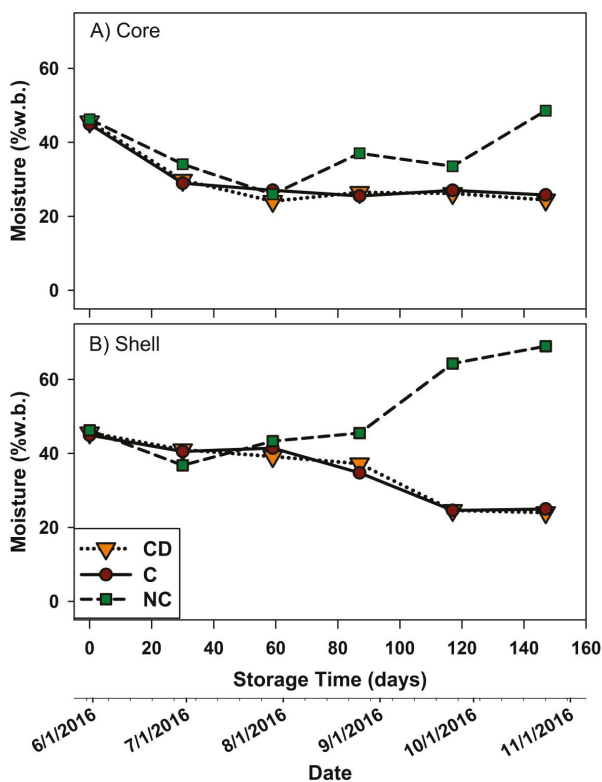 A) Core
60
40
20
0
Moisture (%w.b.)
B) Shell
60
40
20
0
Moisture (%w.b.)
CD
C
NC
0 20 40 60 80 100 120 140 160
Storage Time (days)
6/1/2016 7/1/2016 8/1/2016 9/1/2016 10/1/2016 11/1/2016
Date